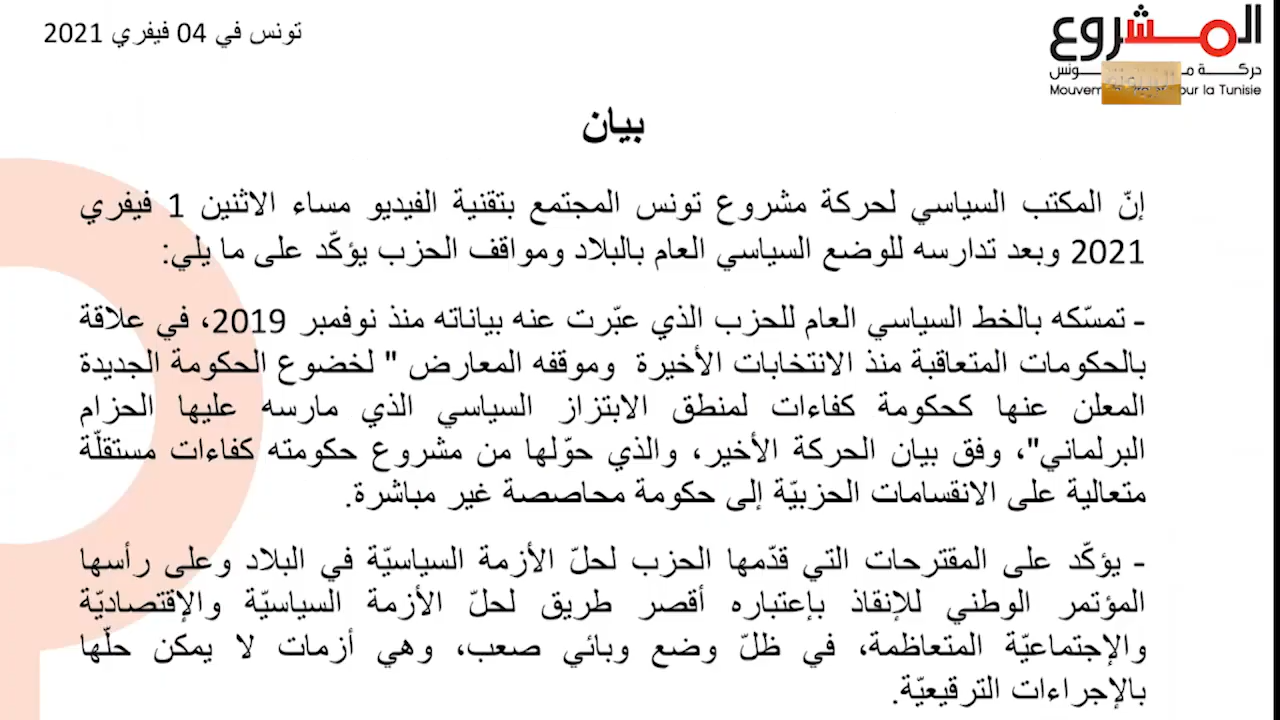 المشروع
تونس في 04 فيفري 2021
بيان
إنّ المكتب السياسي لحركة مشروع تونس المجتمع بتقنية الفيديو مساء الاثنين 1 فيفري
2021 وبعد تدارسه للوضع السياسي العام بالبلاد ومواقف الحزب يؤكّد على ما يلي:
- تمسّكه بالخط السياسي العام للحزب الذي عبّرت عنه بياناته منذ نوفمبر 2019، في علاقة
بالحكومات المتعاقبة منذ الانتخابات الأخيرة وموقفه المعارض " لخضوع الحكومة الجديدة
المعلن عنها كحكومة كفاءات لمنطق الابتزاز السياسي الذي مارسه عليها الحزام
البرلماني"، وفق بيان الحركة الأخير، والذي حوّلها من مشروع حكومته كفاءات مستقلّة
متعالية على الانقسامات الحزبيّة إلى حكومة محاصصة غير مباشرة.
- يؤكّد على المقترحات التي قدّمها الحزب لحلّ الأزمة السياسيّة في البلاد وعلى رأسها
المؤتمر الوطني للإنقاذ بإعتباره أقصر طريق لحلّ الأزمة السياسيّة والإقتصاديّة
والإجتماعيّة المتعاظمة، في ظلّ وضع وبائي صعب، وهي أزمات لا يمكن حلّها
بالإجراءات الترقيعيّة.
حركة
our la Tunisie